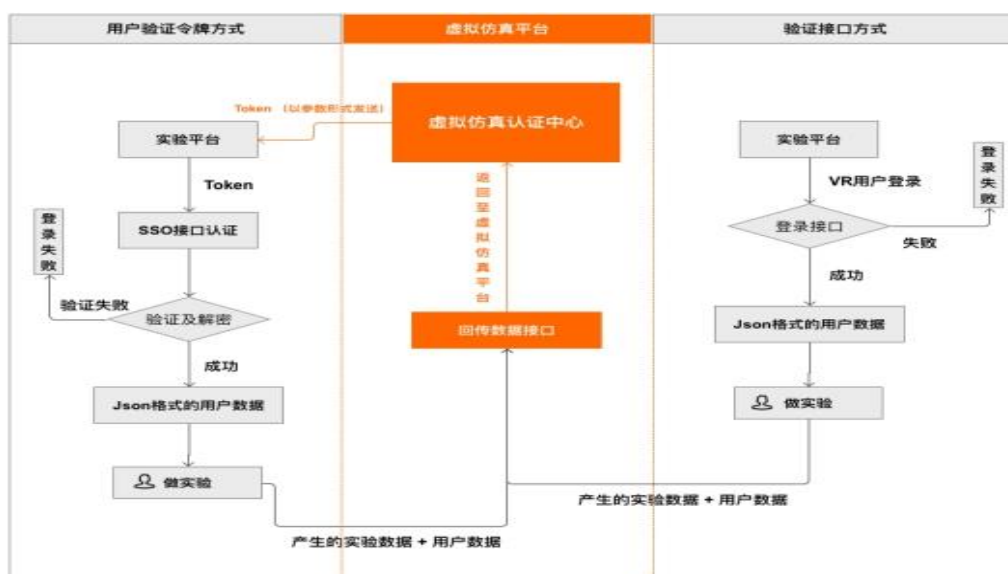 用户验证令牌方式
虚拟仿真平台
验证接口方式
Token （以参数形式发送）
虚拟仿真认证中心
实验平台
Token
SSO接口认证
登录失败
验证失败
验证及解密
成功
Json格式的用户数据
做实验
产生的实验数据 + 用户数据
返回至虚拟仿真平台
回传数据接口
实验平台
VR用户登录
登录失败
登录接口
失败
成功
Json格式的用户数据
做实验
产生的实验数据 + 用户数据